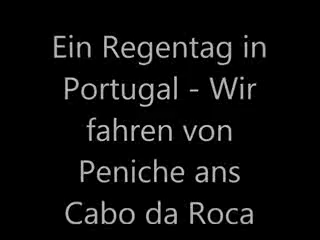 Ein Regentag in
Portugal - Wir
fahren von
Peniche ans
Cabo da Roca